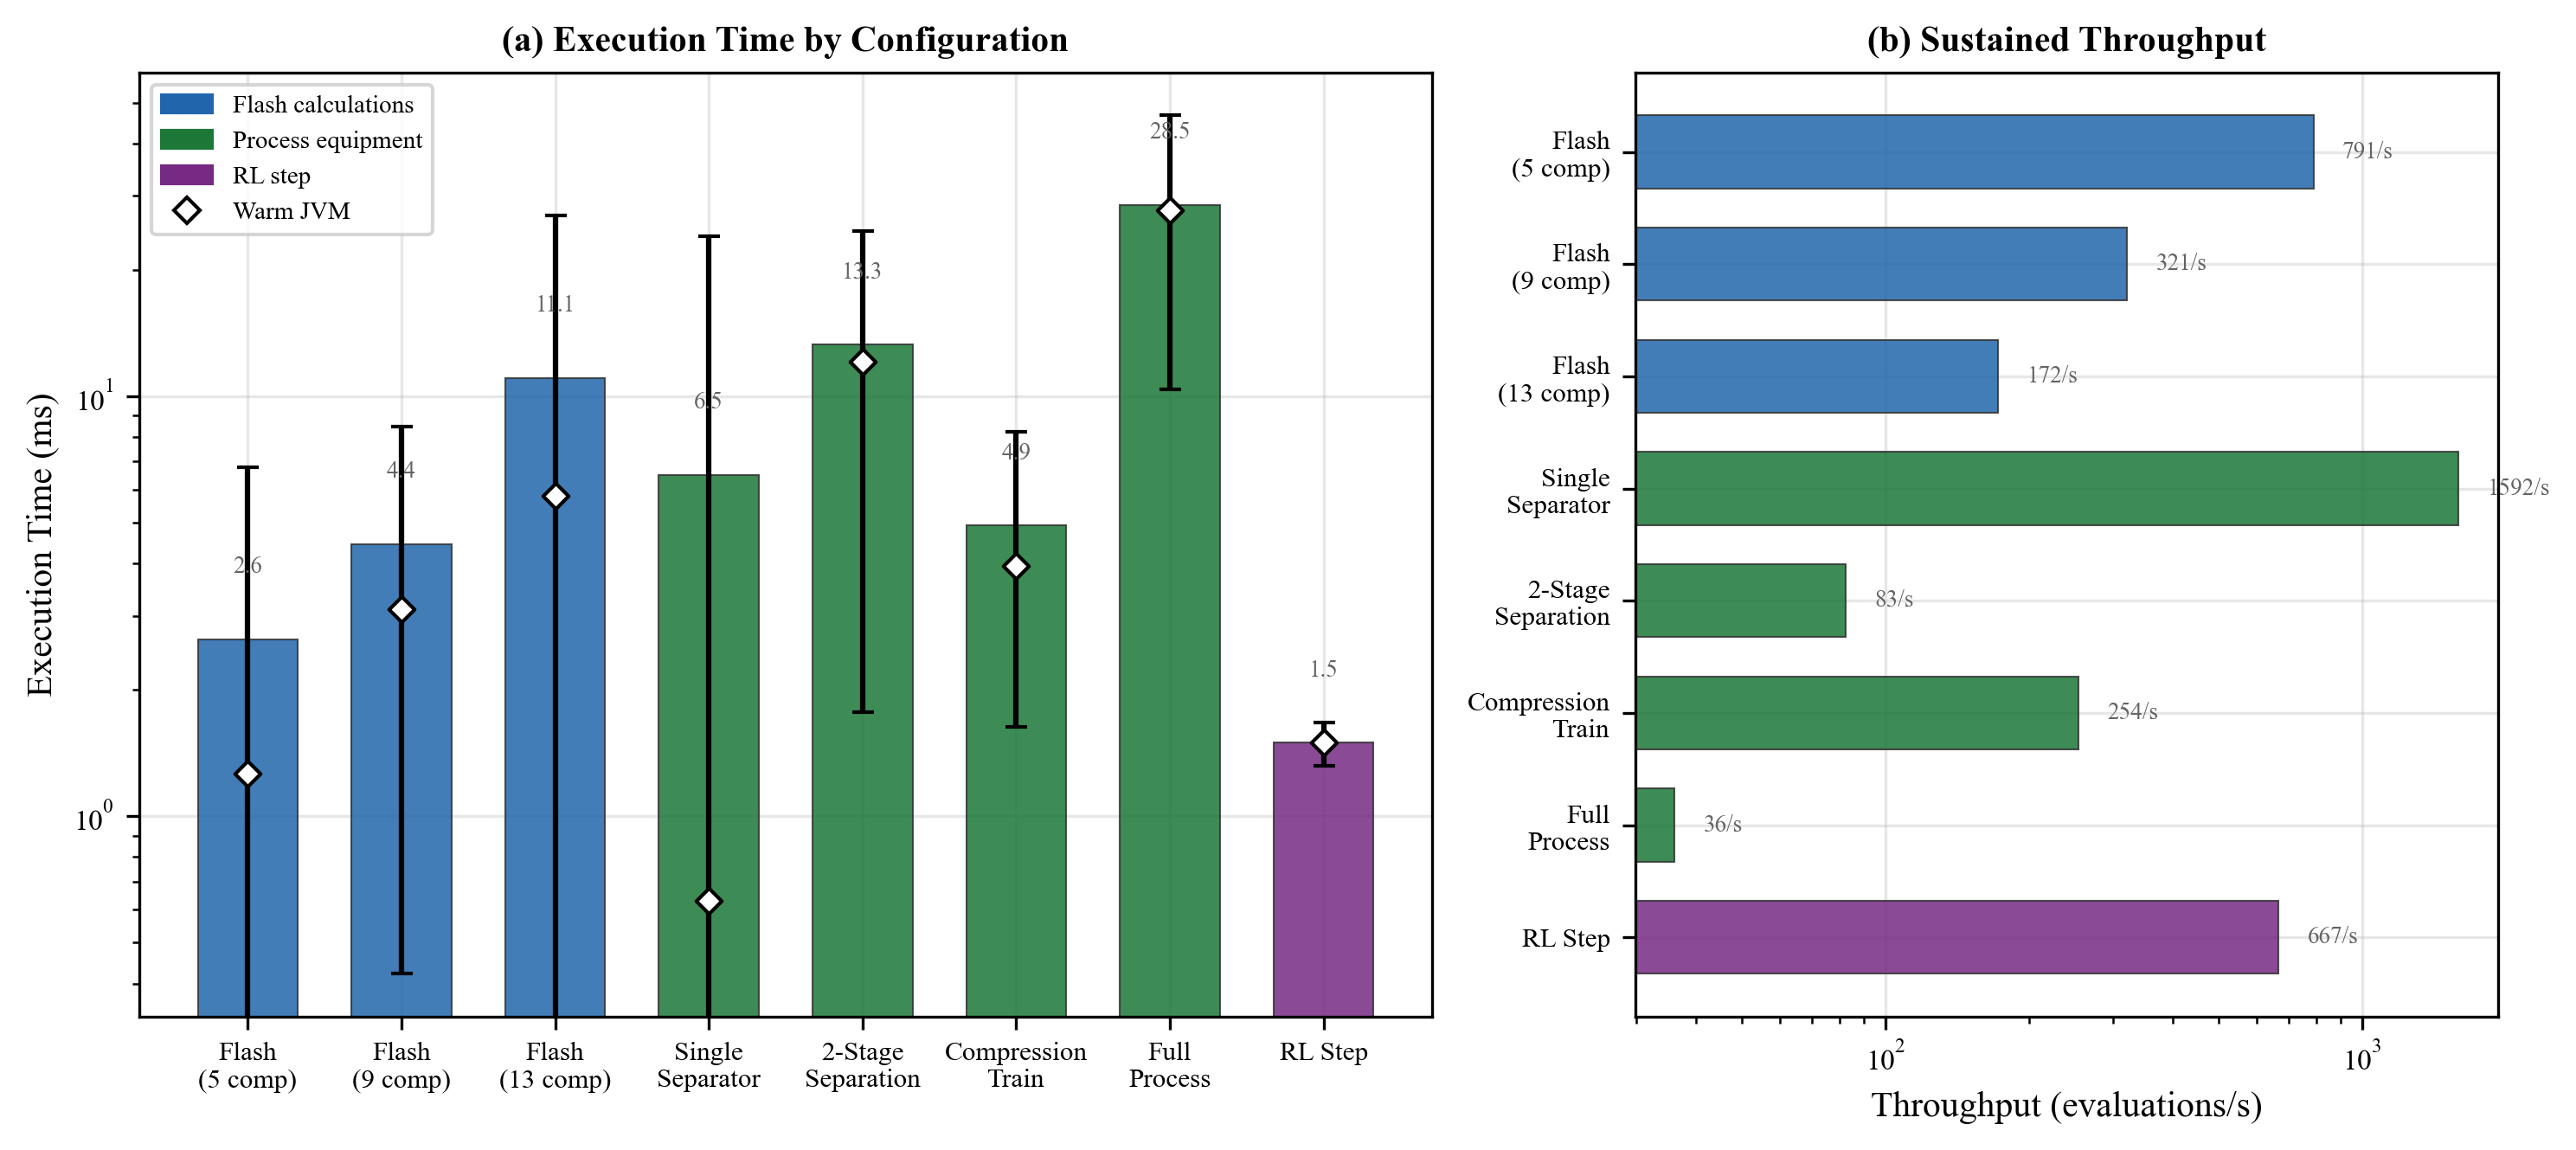 (a) Execution Time by Configuration
Flash calculations
Process equipment
RL step
Warm JVM
Execution Time (ms)
10^1
10^0
2.6
4.4
11.1
6.5
13.3
4.9
28.5
1.5
Flash
(5 comp)
Flash
(9 comp)
Flash
(13 comp)
Single
Separator
2-Stage
Separation
Compression
Train
Full
Process
RL Step
(b) Sustained Throughput
Flash
(5 comp)
791/s
Flash
(9 comp)
321/s
Flash
(13 comp)
172/s
Single
Separator
1592/s
2-Stage
Separation
83/s
Compression
Train
254/s
Full
Process
36/s
RL Step
667/s
10^2
10^3
Throughput (evaluations/s)